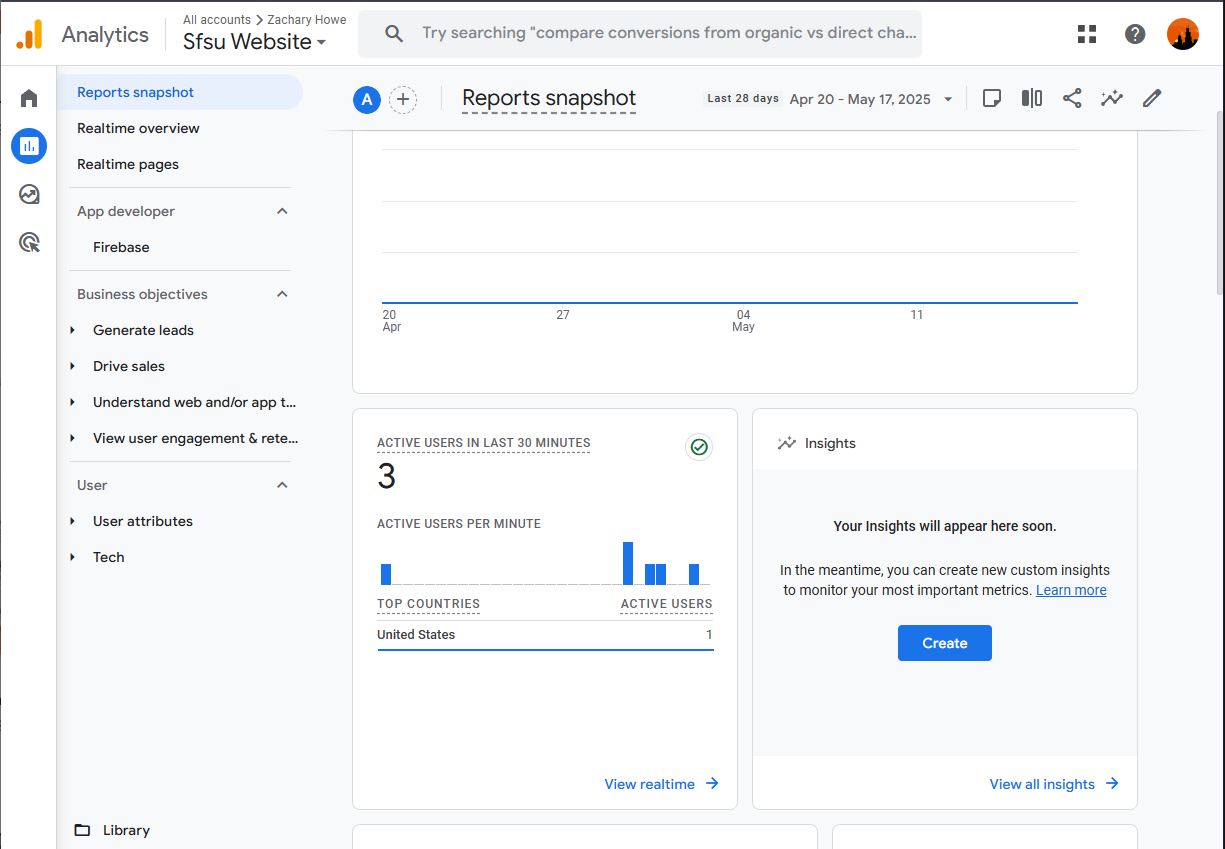 Analytics
All accounts > Zachary Howe
Sfsu Website
Try searching "compare conversions from organic vs direct cha...
Reports snapshot
Realtime overview
Realtime pages
App developer
Firebase
Business objectives
Generate leads
Drive sales
Understand web and/or app t...
View user engagement & rete...
User
User attributes
Tech
Library
A
Reports snapshot
Last 28 days Apr 20 - May 17, 2025
20 27 04 11
Apr May
ACTIVE USERS IN LAST 30 MINUTES
3
ACTIVE USERS PER MINUTE
TOP COUNTRIES ACTIVE USERS
United States 1
View realtime
Insights
Your Insights will appear here soon.
In the meantime, you can create new custom insights
to monitor your most important metrics. Learn more
Create
View all insights